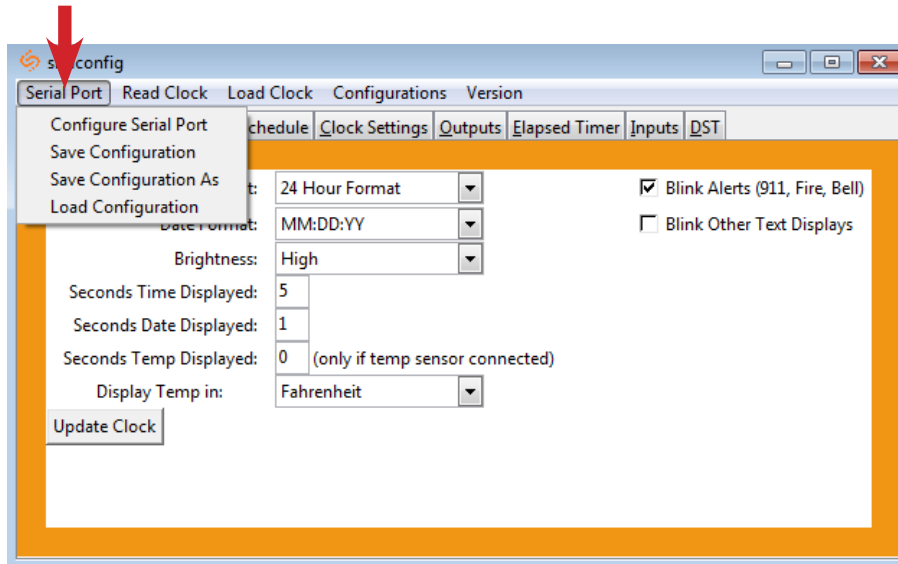 config
Serial Port Read Clock Load Clock Configurations Version
Configure Serial Port
Save Configuration
Save Configuration As
Load Configuration
Clock Settings Outputs Elapsed Timer Inputs DST
24 Hour Format
Blink Alerts (911, Fire, Bell)
Date Format: MM:DD:YY
Blink Other Text Displays
Brightness: High
Seconds Time Displayed: 5
Seconds Date Displayed: 1
Seconds Temp Displayed: 0 (only if temp sensor connected)
Display Temp in: Fahrenheit
Update Clock